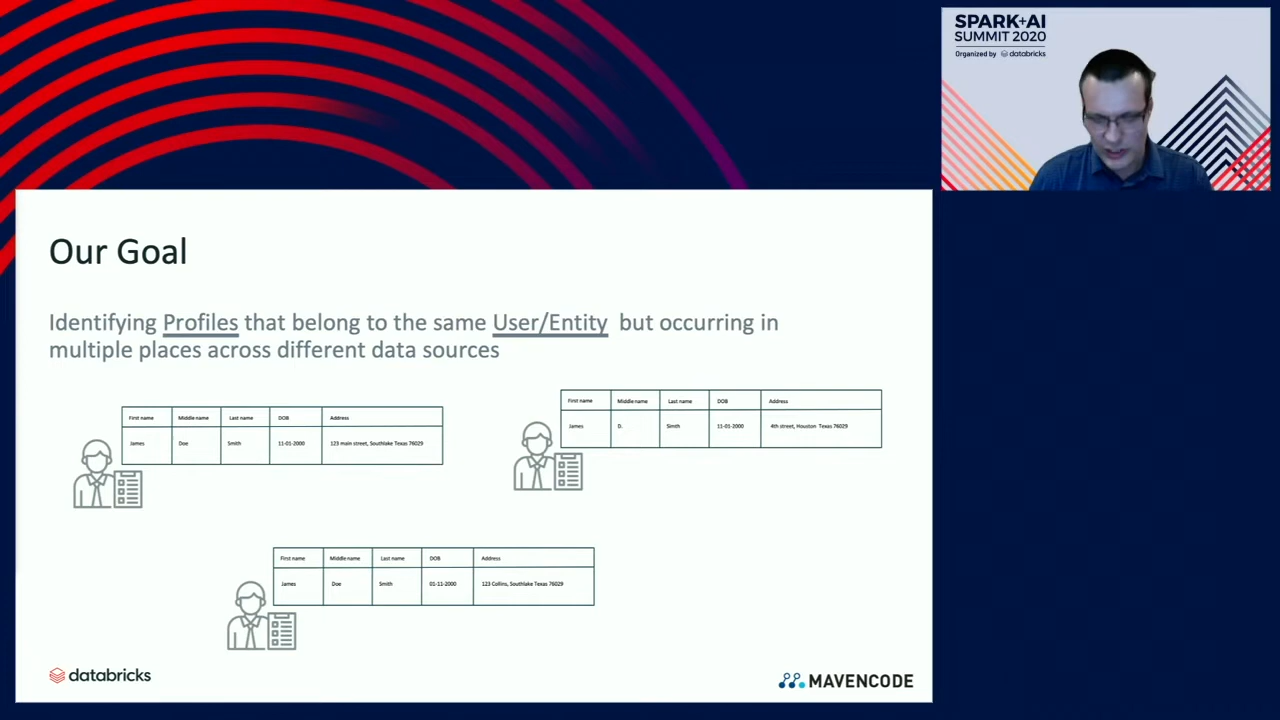 SPARK+AI
SUMMIT 2020
Organized by databricks
Our Goal
Identifying Profiles that belong to the same User/Entity but occurring in
multiple places across different data sources
First name Middle name Last name DOB Address
James Doe Smith 11-01-2000 123 main street, Southlake Texas 76029
First name Middle name Last name DOB Address
James D. Simth 11-01-2000 4th street, Houston Texas 76029
First name Middle name Last name DOB Address
James Doe Smith 01-11-2000 123 Collins, Southlake Texas 76029
databricks
MAVENCODE